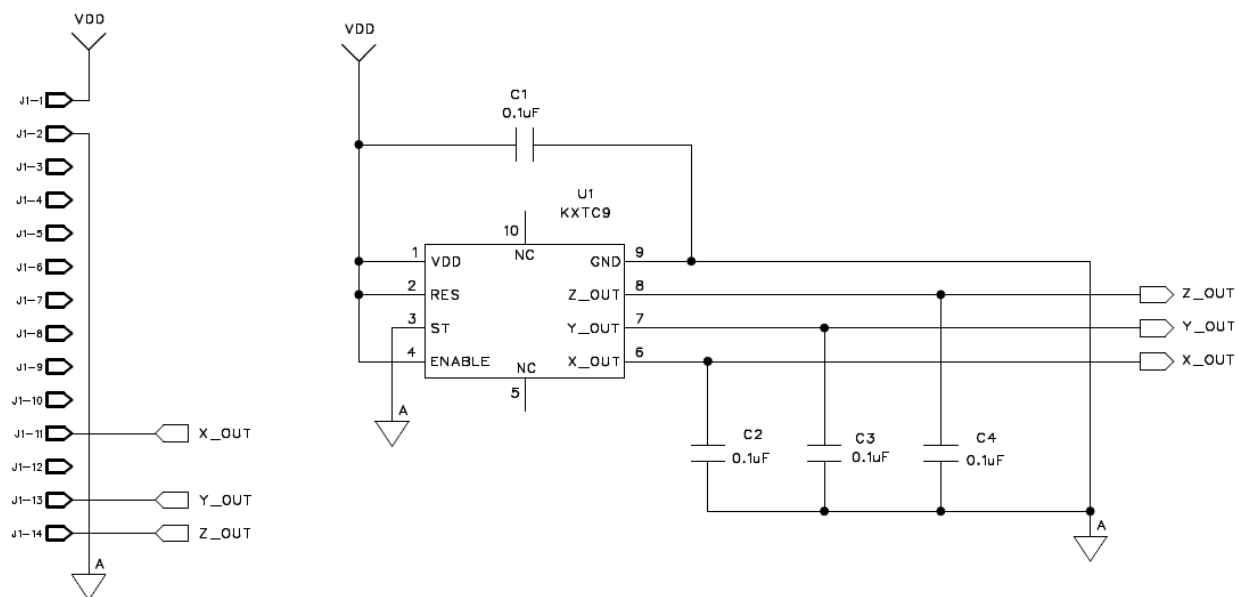 VDD
J1-1
J1-2
J1-3
J1-4
J1-5
J1-6
J1-7
J1-8
J1-9
J1-10
J1-11
X_OUT
J1-12
J1-13
Y_OUT
J1-14
Z_OUT
A
VDD
C1
0.1uF
U1
KXTC9
10
NC
1
VDD
GND
9
2
RES
Z_OUT
8
Z_OUT
3
ST
Y_OUT
7
Y_OUT
4
ENABLE
X_OUT
6
X_OUT
NC
5
A
C2
0.1uF
C3
0.1uF
C4
0.1uF
A